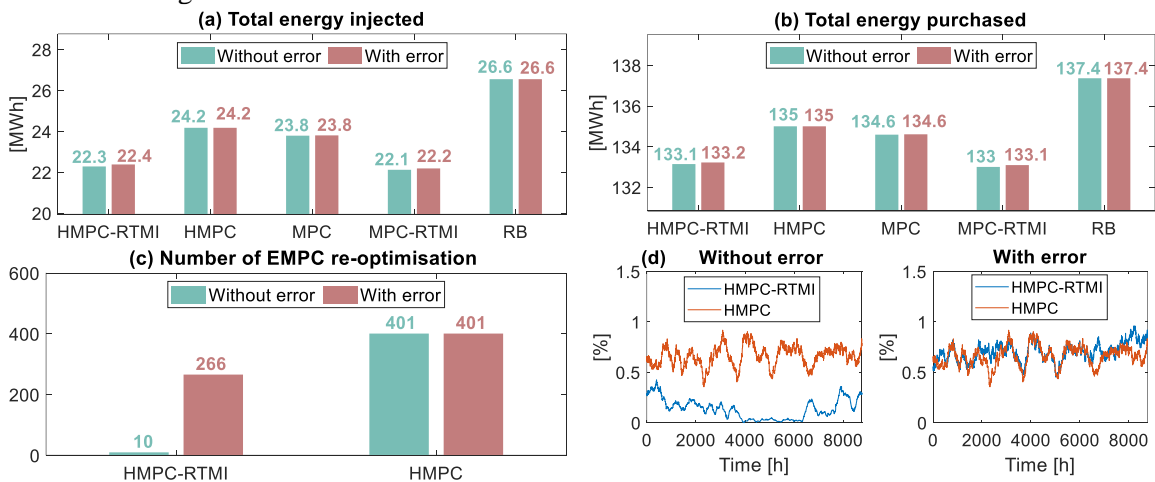 (a) Total energy injected
Without error With error
[MWh]
28
26
24
22
20
22.3 22.4
24.2 24.2
23.8 23.8
22.1 22.2
26.6 26.6
HMPC-RTMI HMPC MPC MPC-RTMI RB
(b) Total energy purchased
Without error With error
[MWh]
138
136
134
132
133.1 133.2
135 135
134.6 134.6
133 133.1
137.4 137.4
HMPC-RTMI HMPC MPC MPC-RTMI RB
(c) Number of EMPC re-optimisation
Without error With error
600
400
200
0
10
266
401 401
HMPC-RTMI HMPC
(d) Without error
HMPC-RTMI
HMPC
[%]
1.5
1
0.5
0
0 2000 4000 6000 8000
Time [h]
With error
HMPC-RTMI
HMPC
[%]
1.5
1
0.5
0
0 2000 4000 6000 8000
Time [h]